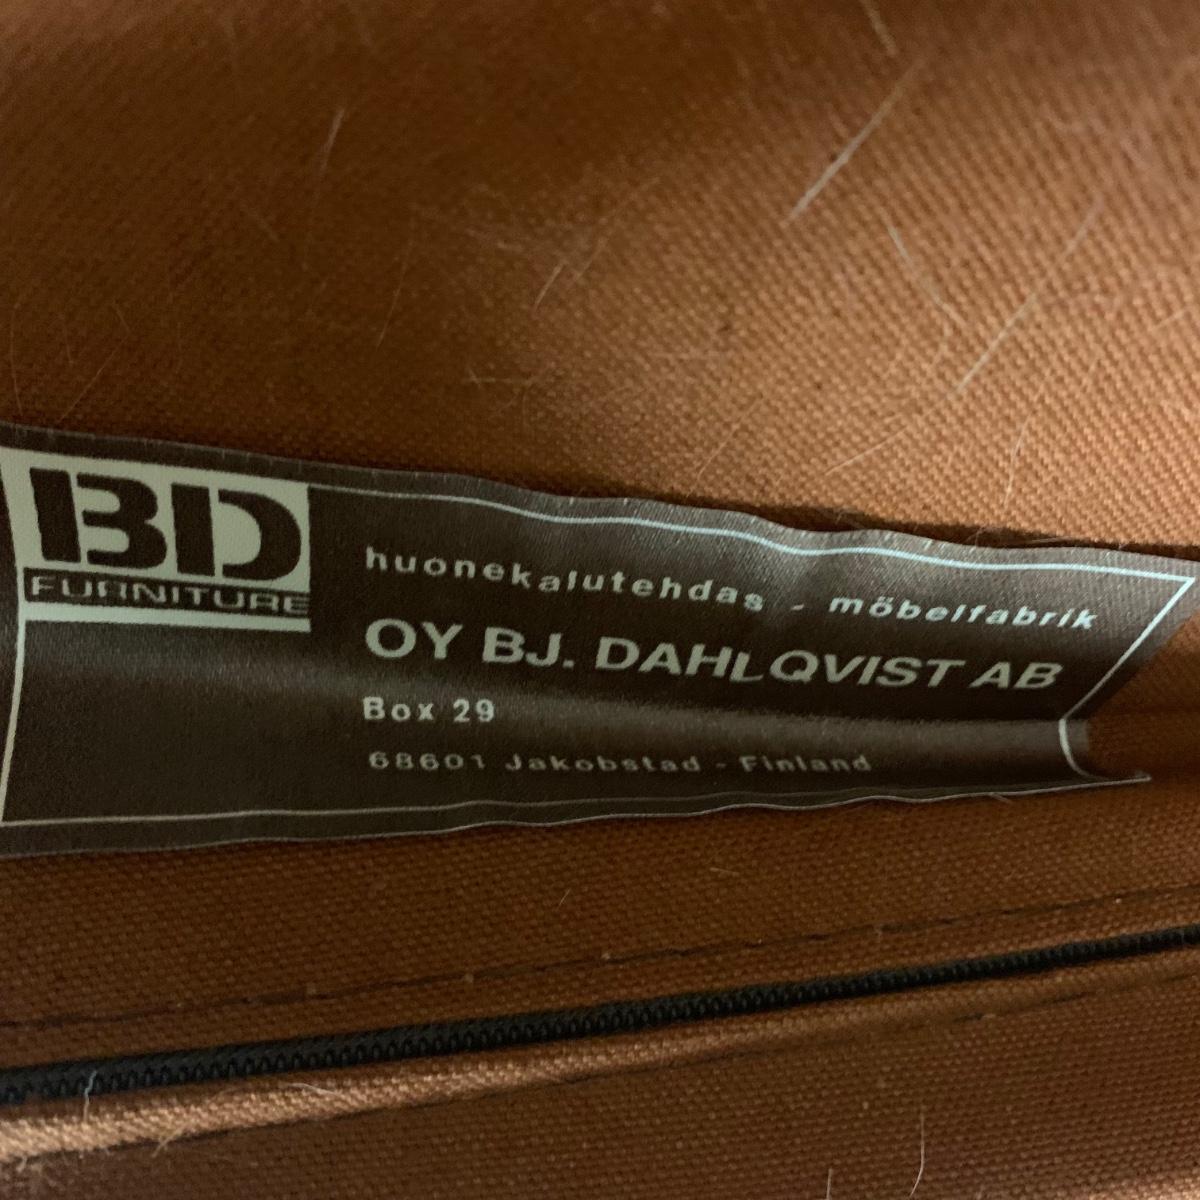 BD
FURNITURE
huonekalutehdas - möbelfabrik
OY BJ. DAHLQVIST AB
Box 29
68601 Jakobstad - Finland